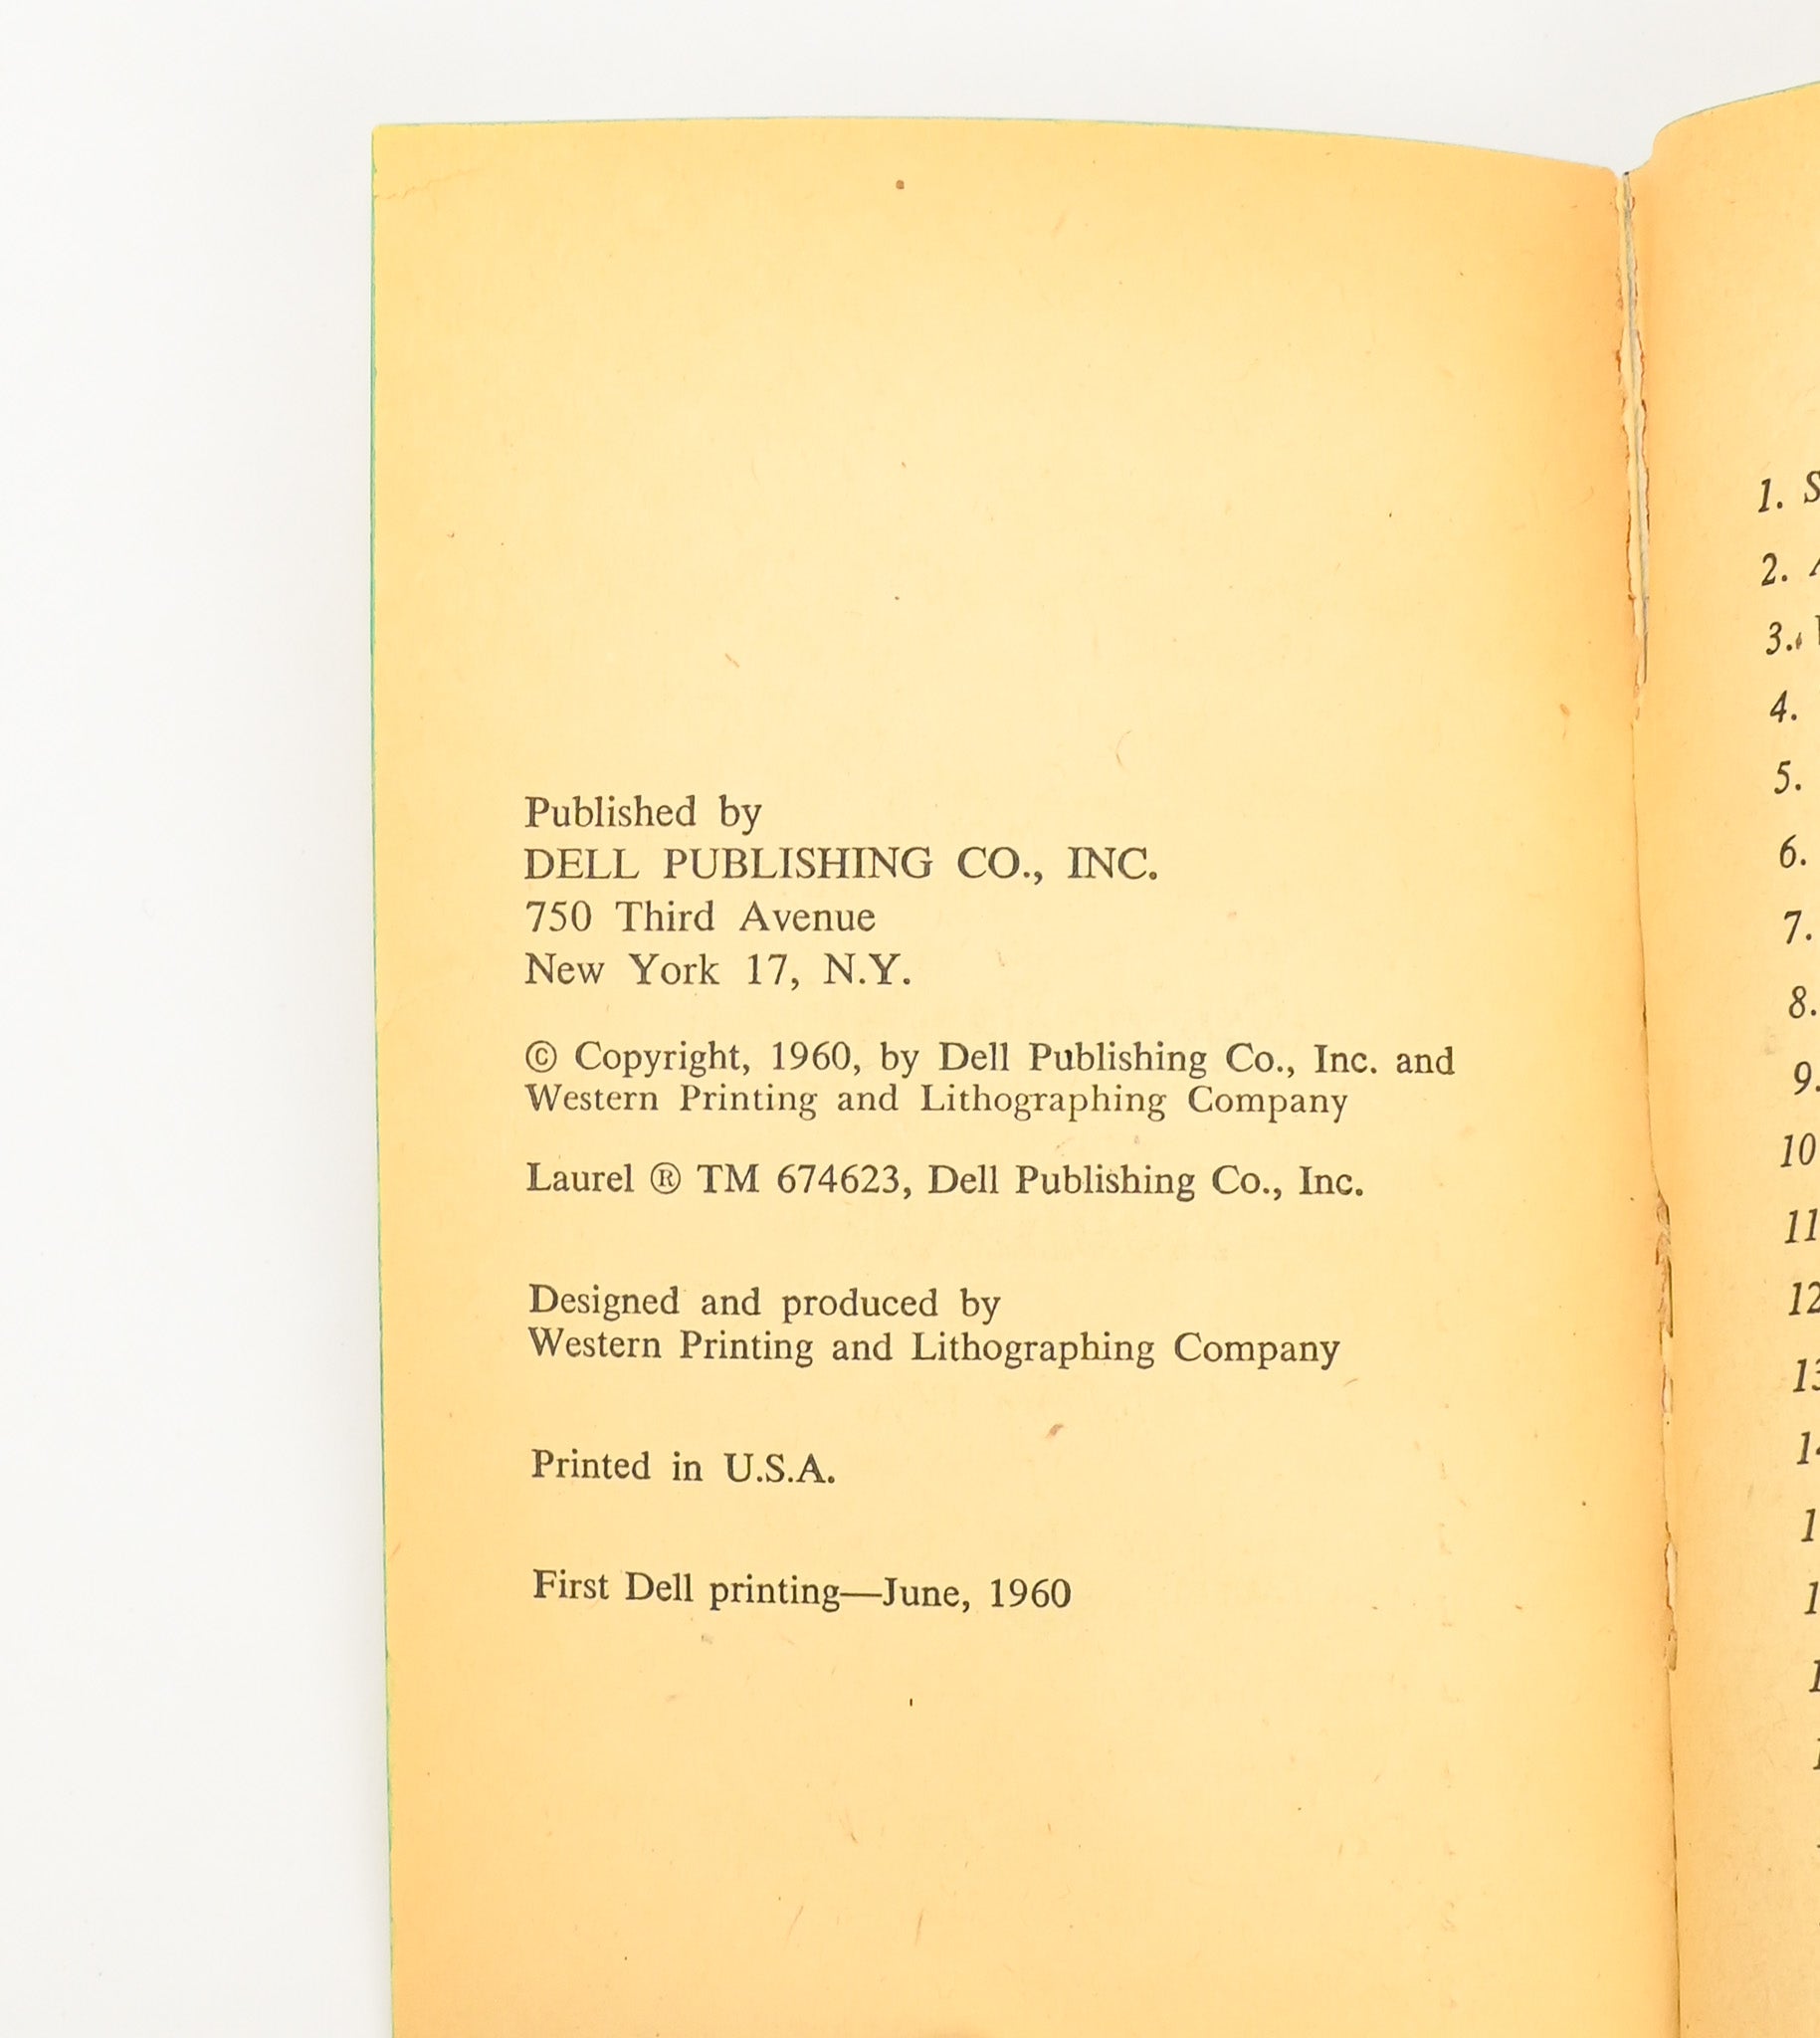 Published by
DELL PUBLISHING CO., INC.
750 Third Avenue
New York 17, N.Y.
© Copyright, 1960, by Dell Publishing Co., Inc. and
Western Printing and Lithographing Company
Laurel ® TM 674623, Dell Publishing Co., Inc.
Designed and produced by
Western Printing and Lithographing Company
Printed in U.S.A.
First Dell printing—June, 1960
1. S
2.
3.
4.
5.
6.
7.
8.
9.
10
11
12
13